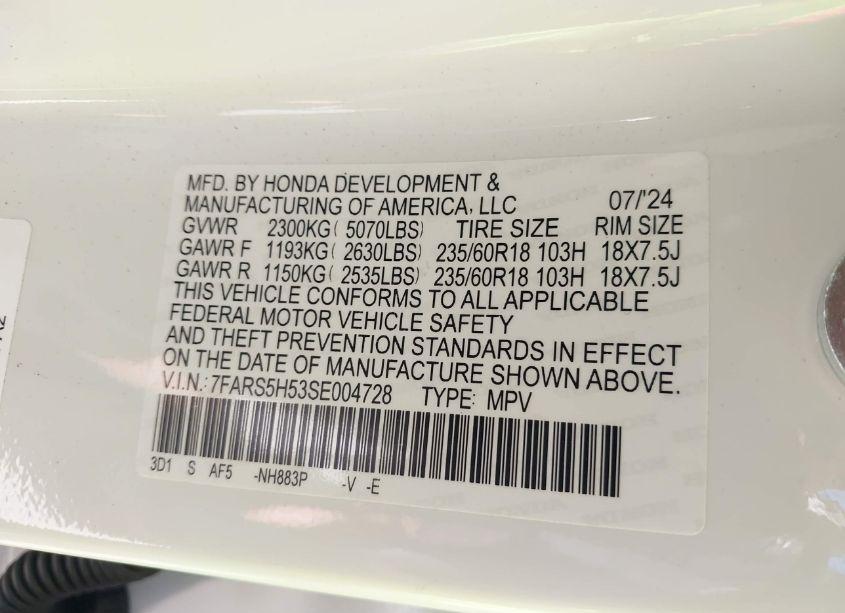 MFD. BY HONDA DEVELOPMENT &
MANUFACTURING OF AMERICA, LLC 07/'24
GVWR 2300KG( 5070LBS) TIRE SIZE RIM SIZE
GAWR F 1193KG( 2630LBS) 235/60R18 103H 18X7.5J
GAWR R 1150KG( 2535LBS) 235/60R18 103H 18X7.5J
THIS VEHICLE CONFORMS TO ALL APPLICABLE
FEDERAL MOTOR VEHICLE SAFETY
AND THEFT PREVENTION STANDARDS IN EFFECT
ON THE DATE OF MANUFACTURE SHOWN ABOVE.
V.I.N.: 7FARS5H53SE004728 TYPE: MPV
3D1 S AF5 -NH883P -V -E